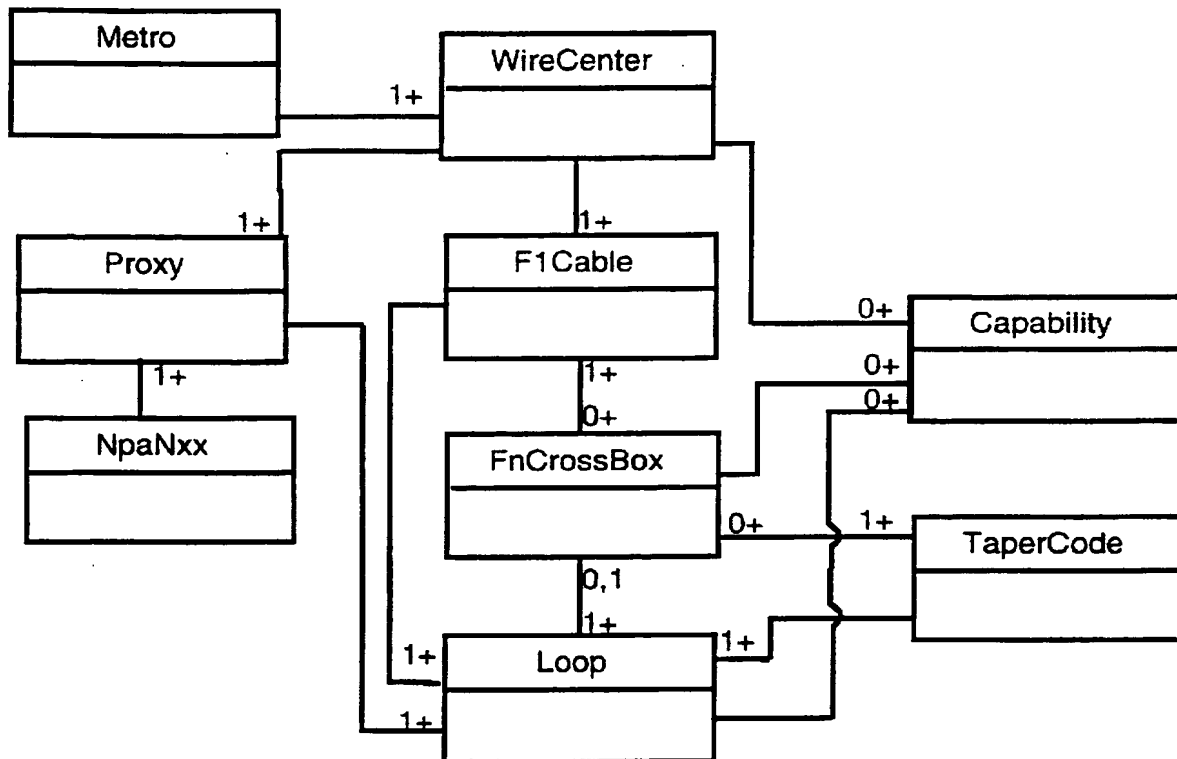 Metro
WireCenter
1+
1+
1+
Proxy
F1Cable
0+
Capability
1+
1+
0+
0+
0+
NpaNxx
FnCrossBox
0+
1+
TaperCode
0,1
1+
1+
1+
Loop
1+